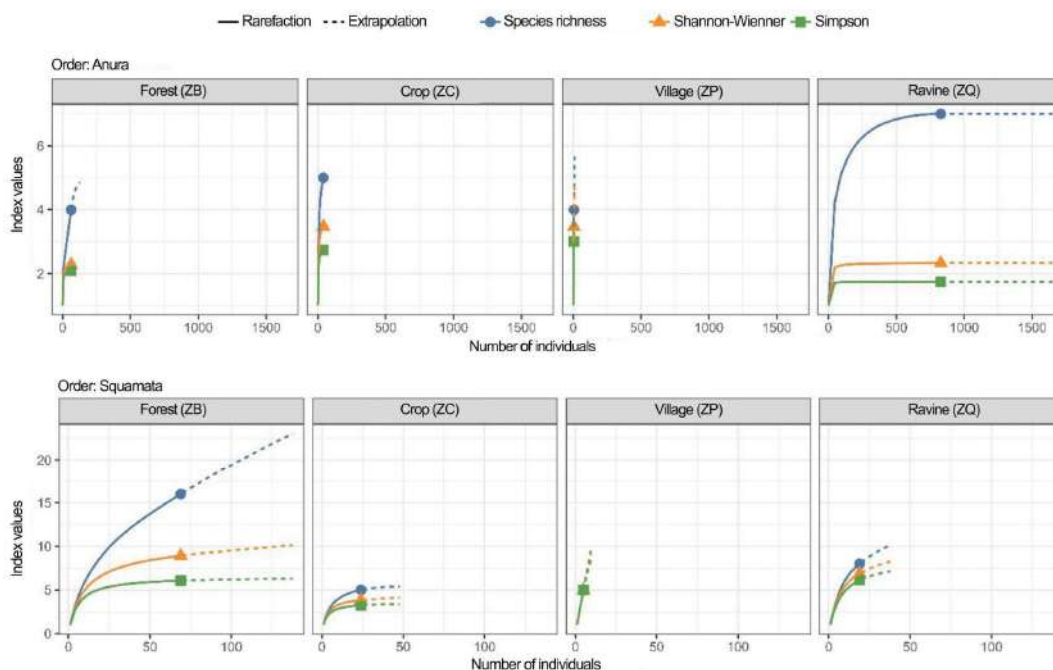 Rarefaction Extrapolation Species richness Shannon-Wienner Simpson
Order: Anura
Forest (ZB) Crop (ZC) Village (ZP) Ravine (ZQ)
Index values
6
4
2
0 500 1000 1500 0 500 1000 1500 0 500 1000 1500 0 500 1000 1500
Number of individuals
Order: Squamata
Forest (ZB) Crop (ZC) Village (ZP) Ravine (ZQ)
Index values
20
15
10
5
0
0 50 100 0 50 100 0 50 100 0 50 100
Number of individuals